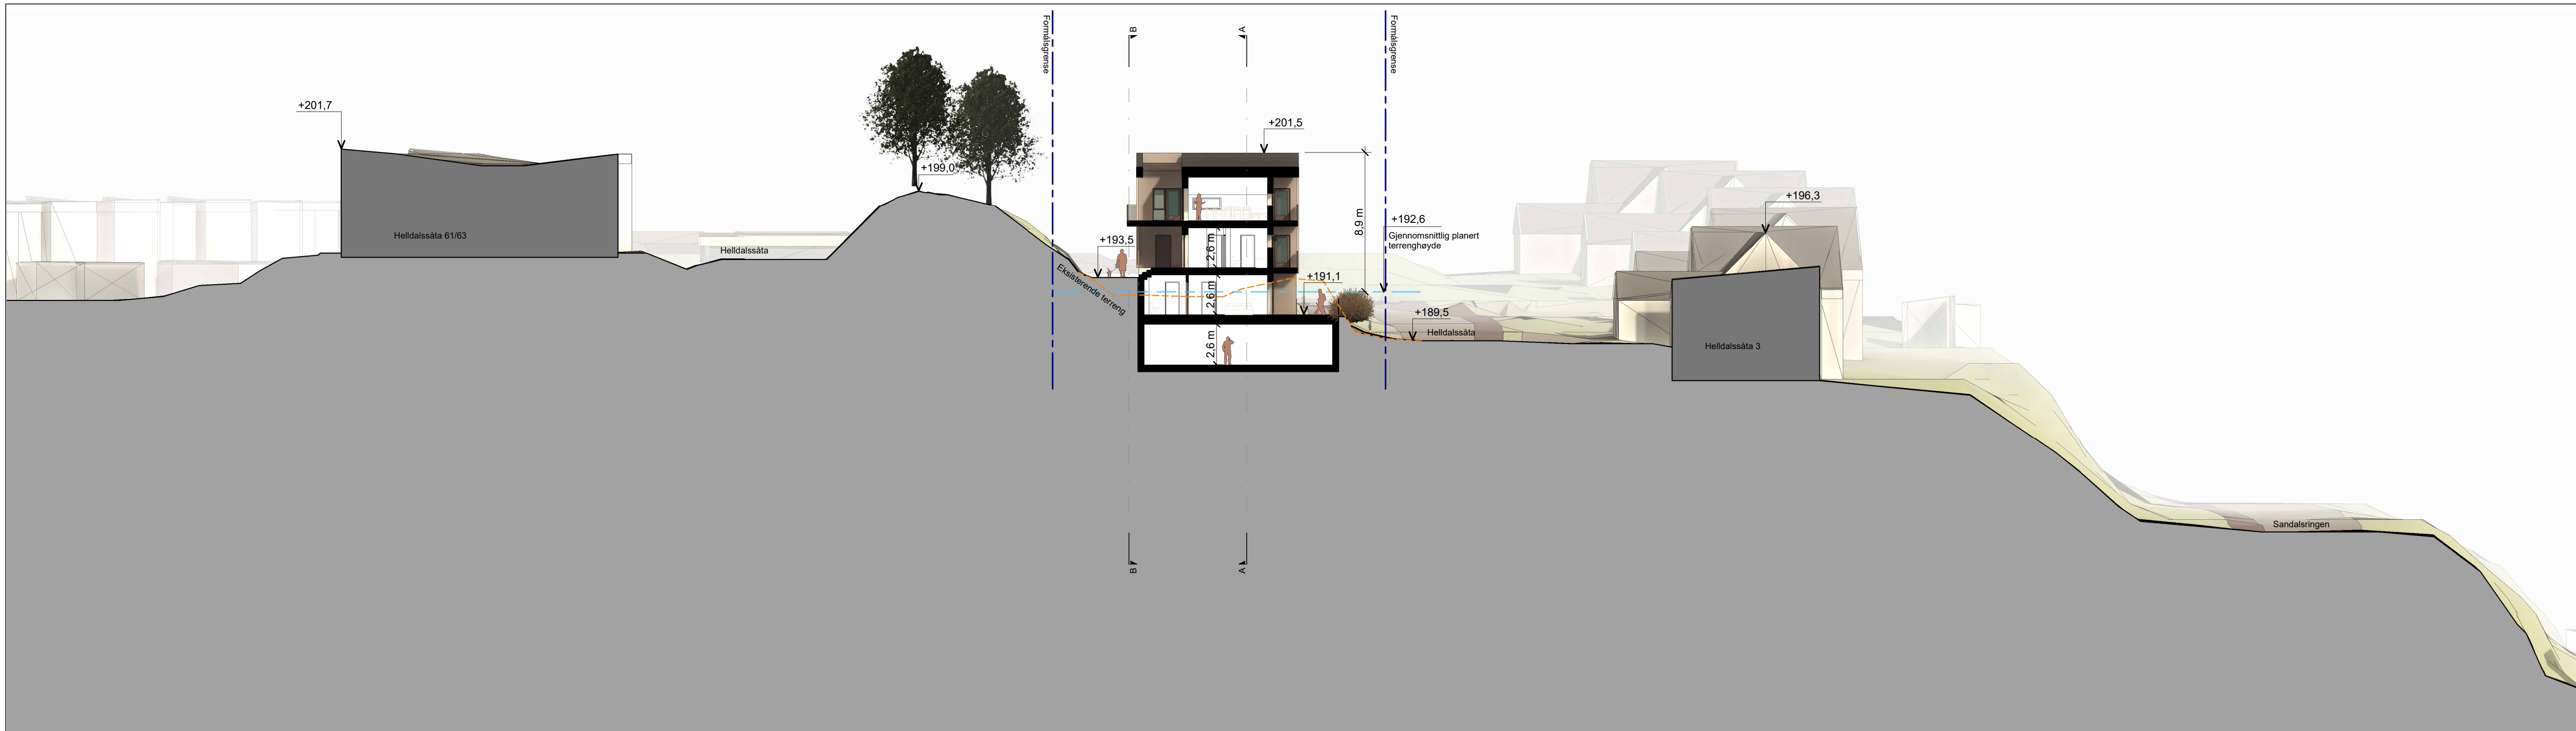 Formålsgrense
B
A
Formålsgrense
+201,7
+201,5
+199,0
+196,3
8,9 m
+192,6
Gjennomsnittlig planert
terrenghøyde
Helldalssåta 61/63
+193,5
2,6 m
Helldalssåta
Eksisterende terreng
+191,1
2,6 m
+189,5
Helldalssåta
2,6 m
Helldalssåta 3
Sandalsringen
B
A